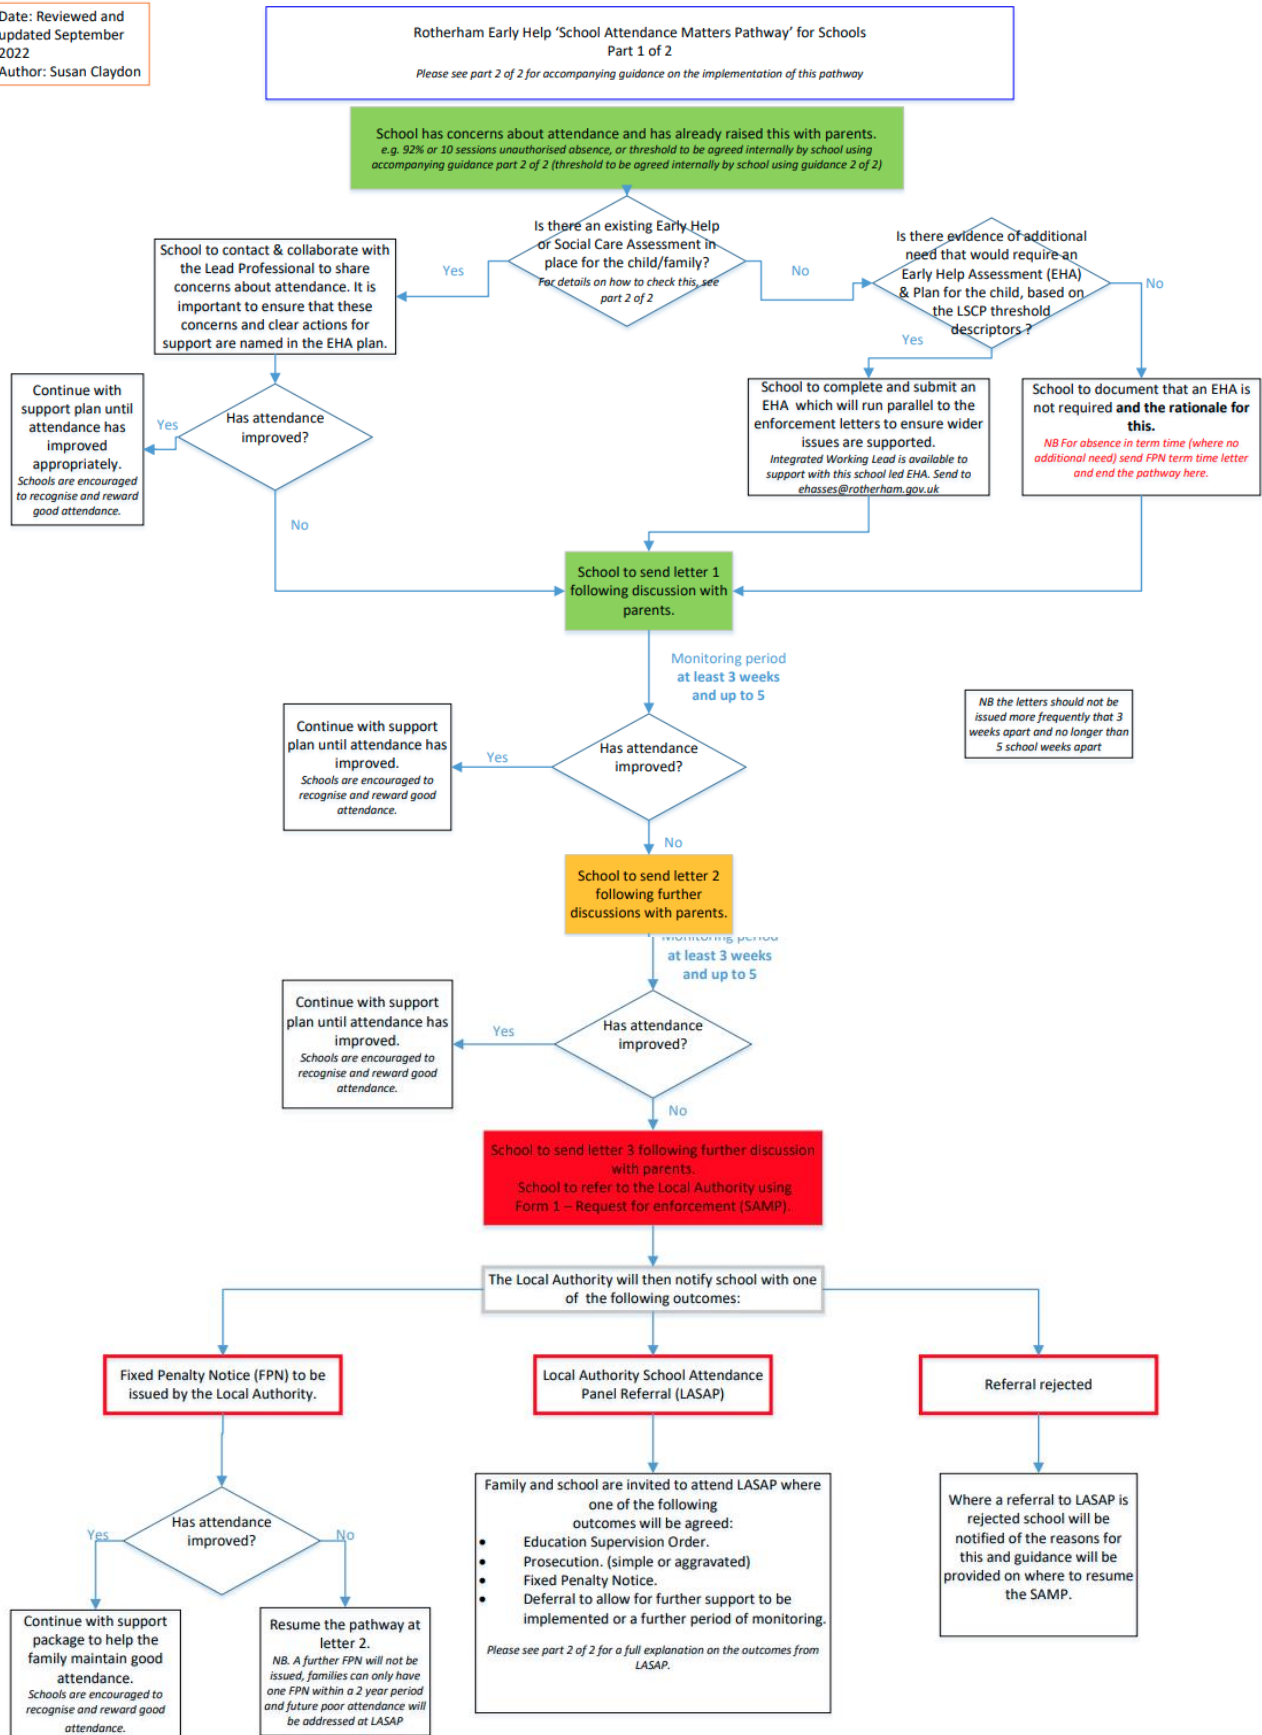 Date: Reviewed and
updated September
2022
Author: Susan Claydon
Rotherham Early Help ‘School Attendance Matters Pathway’ for Schools
Part 1 of 2
Please see part 2 of 2 for accompanying guidance on the implementation of this pathway
School has concerns about attendance and has already raised this with parents.
e.g. 92% or 10 sessions unauthorised absence, or threshold to be agreed internally by school using
accompanying guidance part 2 of 2 (threshold to be agreed internally by school using guidance 2 of 2)
Is there an existing Early Help
or Social Care Assessment in
place for the child/family?
For details on how to check this, see
part 2 of 2
Yes
No
School to contact & collaborate with
the Lead Professional to share
concerns about attendance. It is
important to ensure that these
concerns and clear actions for
support are named in the EHA plan.
Is there evidence of additional
need that would require an
Early Help Assessment (EHA)
& Plan for the child, based on
the LSCP threshold
descriptors ?
No
Yes
Continue with
support plan until
attendance has
improved
appropriately.
Schools are encouraged
to recognise and reward
good attendance.
Yes
Has attendance
improved?
No
School to complete and submit an
EHA which will run parallel to the
enforcement letters to ensure wider
issues are supported.
Integrated Working Lead is available to
support with this school led EHA. Send to
ehasses@rotherham.gov.uk
School to document that an EHA is
not required and the rationale for
this.
NB For absence in term time (where no
additional need) send FPN term time letter
and end the pathway here.
School to send letter 1
following discussion with
parents.
Monitoring period
at least 3 weeks
and up to 5
NB the letters should not be
issued more frequently that 3
weeks apart and no longer than
5 school weeks apart
Continue with support
plan until attendance has
improved.
Schools are encouraged to
recognise and reward good
attendance.
Yes
Has attendance
improved?
No
School to send letter 2
following further
discussions with parents.
Monitoring period
at least 3 weeks
and up to 5
Continue with support
plan until attendance has
improved.
Schools are encouraged to
recognise and reward good
attendance.
Yes
Has attendance
improved?
No
School to send letter 3 following further discussion
with parents.
School to refer to the Local Authority using
Form 1 – Request for enforcement (SAMP).
The Local Authority will then notify school with one
of the following outcomes:
Fixed Penalty Notice (FPN) to be
issued by the Local Authority.
Local Authority School Attendance
Panel Referral (LASAP)
Referral rejected
Has attendance
improved?
Yes
No
Continue with support
package to help the
family maintain good
attendance.
Schools are encouraged to
recognise and reward good
attendance.
Resume the pathway at
letter 2.
NB. A further FPN will not be
issued, families can only have
one FPN within a 2 year period
and future poor attendance will
be addressed at LASAP
Family and school are invited to attend LASAP where
one of the following
outcomes will be agreed:
• Education Supervision Order.
• Prosecution. (simple or aggravated)
• Fixed Penalty Notice.
• Deferral to allow for further support to be
implemented or a further period of monitoring.
Please see part 2 of 2 for a full explanation on the outcomes from
LASAP.
Where a referral to LASAP is
rejected school will be
notified of the reasons for
this and guidance will be
provided on where to resume
the SAMP.